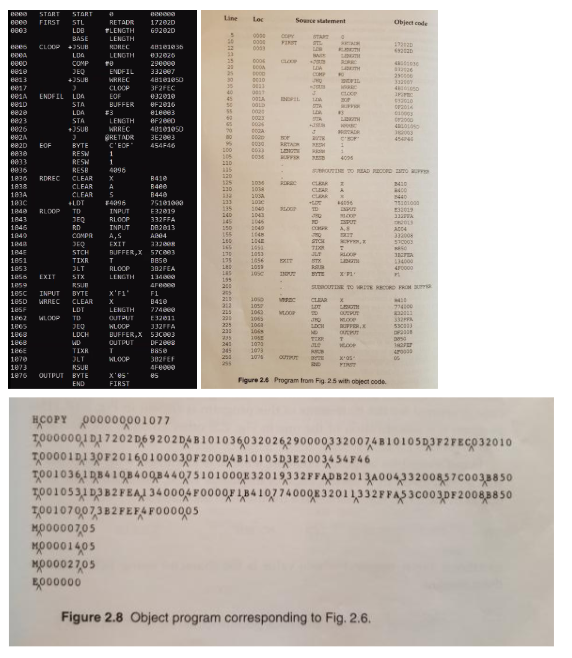 0000 START START 0 000000
0000 FIRST STL RETADR 17202D
0003 LDB #LENGTH 69202D
BASE LENGTH
0006 CLOOP +JSUB RDREC 4B101036
000A LDA LENGTH 032026
000D COMP #0 290000
0010 JEQ ENDFIL 332007
0013 +JSUB WRREC 4B10105D
0017 J CLOOP 3F2FEC
001A ENDFIL LDA EOF 032010
001D STA BUFFER 0F2016
0020 LDA #3 010003
0023 STA LENGTH 0F200D
0026 +JSUB WRREC 4B10105D
002A J @RETADR 3E2003
002D EOF BYTE C'EOF' 454F46
0030 RESW 1
0033 RESW 1
0036 RESB 4096
1036 RDREC CLEAR X B410
1038 CLEAR A B400
103A CLEAR S B440
103C +LDT #4096 75101000
1040 RLOOP TD INPUT E32019
1043 JEQ RLOOP 332FFA
1046 RD INPUT DB2013
1049 COMPR A,S A004
104B JEQ EXIT 332008
104E STCH BUFFER,X 57C003
1051 TIXR T B850
1053 JLT RLOOP 3B2FEA
1056 EXIT STX LENGTH 134000
1059 RSUB 4F0000
105C INPUT BYTE X'F1' F1
105D WRREC CLEAR X B410
105F LDT LENGTH 774000
1062 WLOOP TD OUTPUT E32011
1065 JEQ WLOOP 332FFA
1068 LDCH BUFFER,X 53C003
106B WD OUTPUT DF2008
106E TIXR T B850
1070 JLT WLOOP 3B2FEF
1073 RSUB 4F0000
1076 OUTPUT BYTE X'05' 05
END FIRST
Line Loc Source statement Object code
5 0000 COPY START 0
10 0000 FIRST STL RETADR 17202D
12 0003 LDB #LENGTH 69202D
13 BASE LENGTH
15 0006 CLOOP +JSUB RDREC 4B101036
20 000A LDA LENGTH 032026
25 000D COMP #0 290000
30 0010 JEQ ENDFIL 332007
35 0013 +JSUB WRREC 4B10105D
40 0017 J CLOOP 3F2FEC
45 001A ENDFIL LDA EOF 032010
50 001D STA BUFFER 0F2016
55 0020 LDA #3 010003
60 0023 STA LENGTH 0F200D
65 0026 +JSUB WRREC 4B10105D
70 002A J @RETADR 3E2003
80 002D EOF BYTE C'EOF' 454F46
95 0030 RETADR RESW 1
100 0033 LENGTH RESW 1
105 0036 BUFFER RESB 4096
110 .
115 . SUBROUTINE TO READ RECORD INTO BUFFER
120 .
125 1036 RDREC CLEAR X B410
130 1038 CLEAR A B400
132 103A CLEAR S B440
133 103C +LDT #4096 75101000
135 1040 RLOOP TD INPUT E32019
140 1043 JEQ RLOOP 332FFA
145 1046 RD INPUT DB2013
150 1049 COMPR A,S A004
155 104B JEQ EXIT 332008
160 104E STCH BUFFER,X 57C003
165 1051 TIXR T B850
170 1053 JLT RLOOP 3B2FEA
175 1056 EXIT STX LENGTH 134000
180 1059 RSUB 4F0000
185 105C INPUT BYTE X'F1' F1
195 .
200 . SUBROUTINE TO WRITE RECORD FROM BUFFER
205 .
210 105D WRREC CLEAR X B410
212 105F LDT LENGTH 774000
215 1062 WLOOP TD OUTPUT E32011
220 1065 JEQ WLOOP 332FFA
225 1068 LDCH BUFFER,X 53C003
230 106B WD OUTPUT DF2008
235 106E TIXR T B850
240 1070 JLT WLOOP 3B2FEF
245 1073 RSUB 4F0000
250 1076 OUTPUT BYTE X'05' 05
255 END FIRST
Figure 2.6 Program from Fig. 2.5 with object code.
HCOPY 000000001077
T0000001D17202D69202D4B1010360320262900003320074B10105D3F2FEC032010
T00001D130F20160100030F200D4B10105D3E2003454F46
T0010361DB410B400B44075101000E32019332FFADB2013A00433200857C003B850
T0010531D3B2FEA1340004F0000F1B410774000E32011332FFA53C003DF2008B850
T001070073B2FEF4F000005
M00000705
M00001405
M00002705
E000000
Figure 2.8 Object program corresponding to Fig. 2.6.